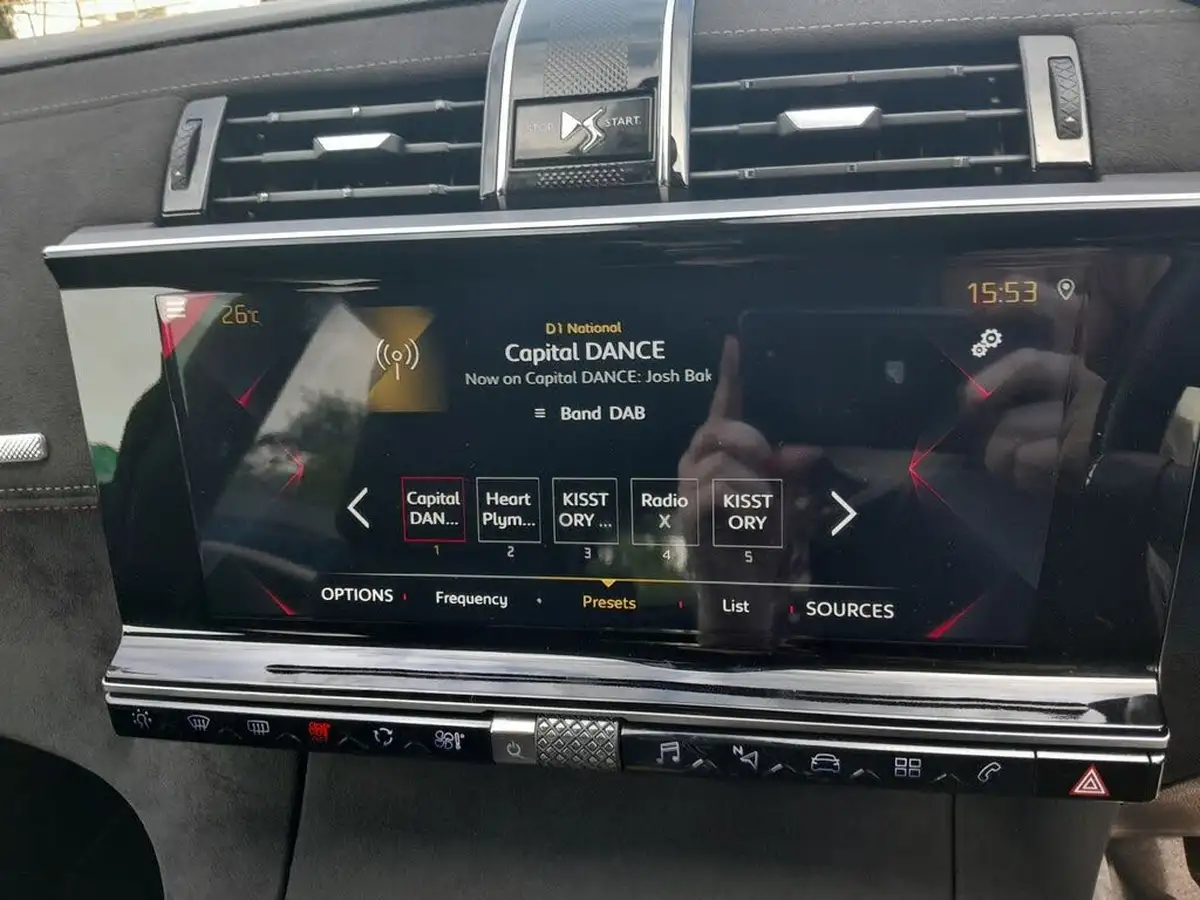 STOP DS START
26°C
15:53
D1 National
Capital DANCE
Now on Capital DANCE: Josh Bak
Band DAB
Capital
DAN...
1
Heart
Plym...
2
KISST
ORY ...
3
Radio
X
4
KISST
ORY
5
OPTIONS
Frequency
Presets
List
SOURCES
N